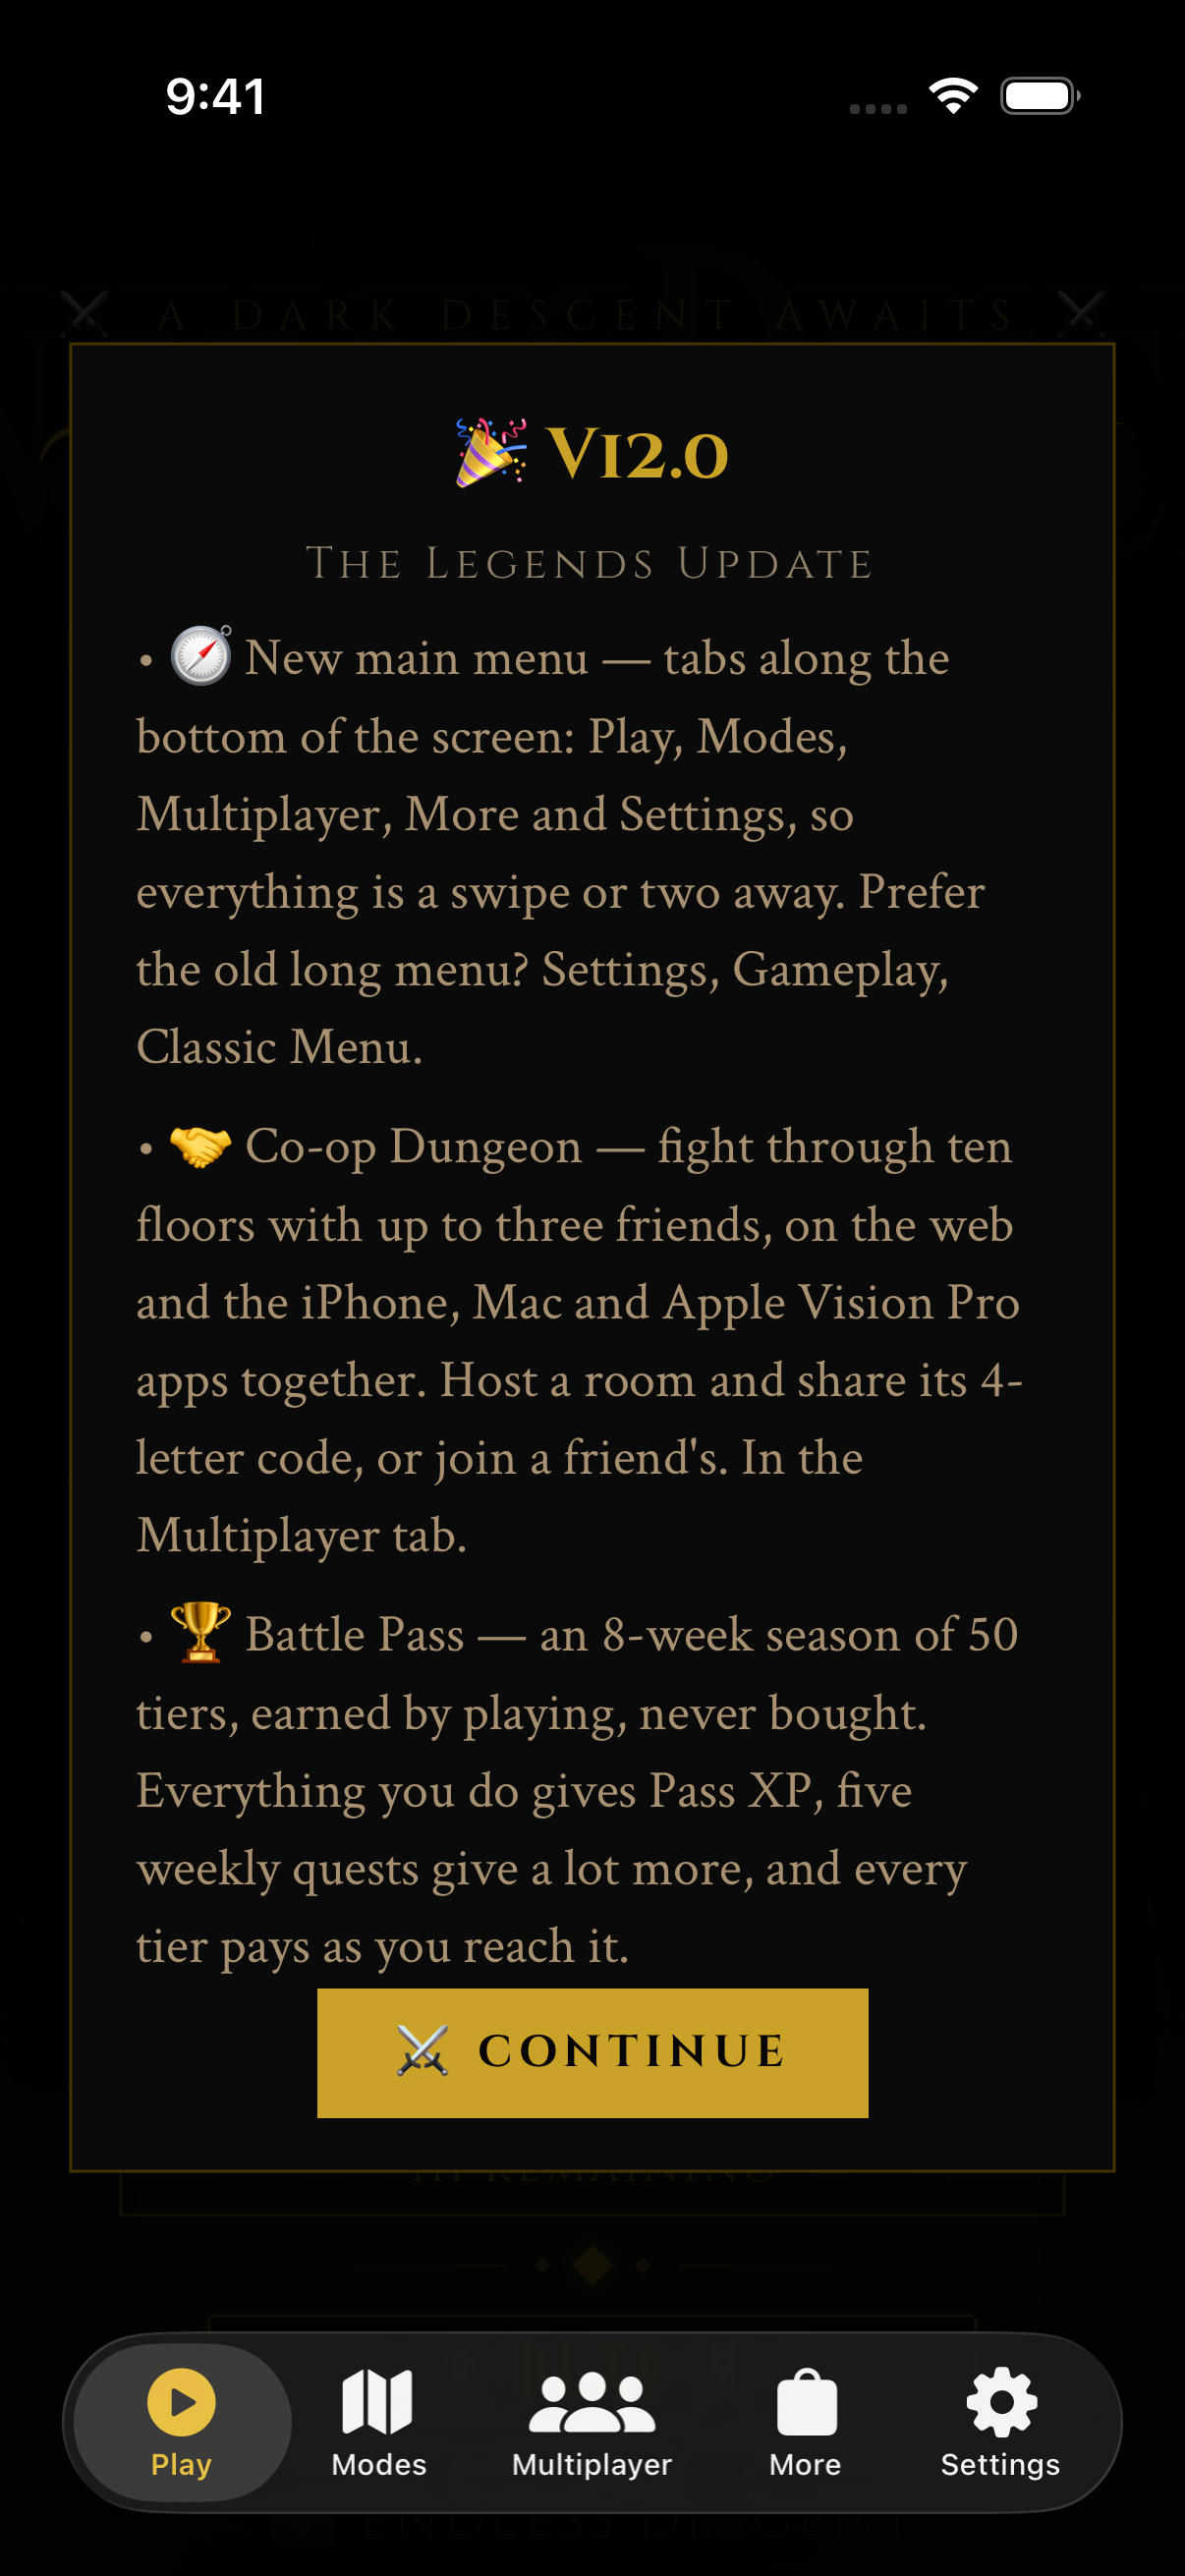 9:41
A DARK DESCENT AWAITS
V12.0
The Legends Update
• New main menu — tabs along the
bottom of the screen: Play, Modes,
Multiplayer, More and Settings, so
everything is a swipe or two away. Prefer
the old long menu? Settings, Gameplay,
Classic Menu.
• Co-op Dungeon — fight through ten
floors with up to three friends, on the web
and the iPhone, Mac and Apple Vision Pro
apps together. Host a room and share its 4-
letter code, or join a friend's. In the
Multiplayer tab.
• Battle Pass — an 8-week season of 50
tiers, earned by playing, never bought.
Everything you do gives Pass XP, five
weekly quests give a lot more, and every
tier pays as you reach it.
CONTINUE
REMAINING
Play
Modes
Multiplayer
More
Settings
ENDLESS DESCENT